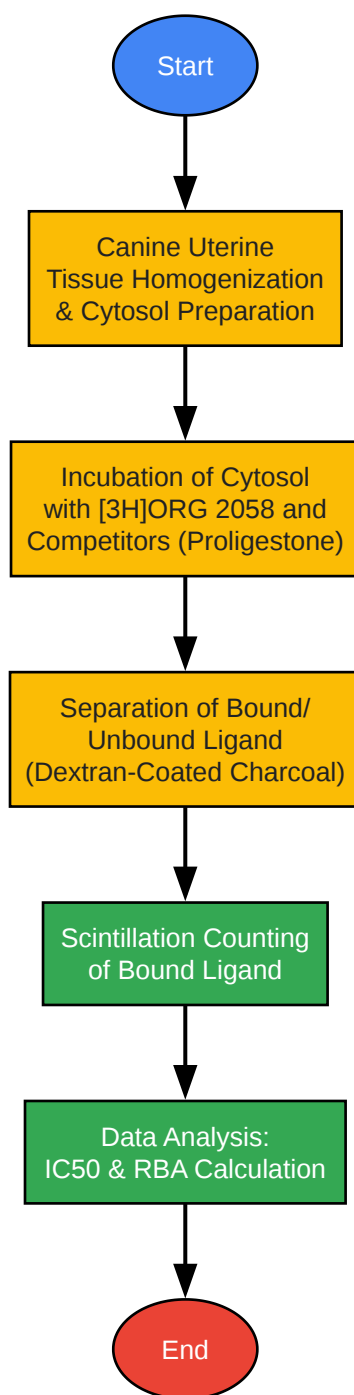 Start
Canine Uterine
Tissue Homogenization
& Cytosol Preparation
Incubation of Cytosol
with [3H]ORG 2058 and
Competitors (Proligestone)
Separation of Bound/
Unbound Ligand
(Dextran-Coated Charcoal)
Scintillation Counting
of Bound Ligand
Data Analysis:
IC50 & RBA Calculation
End